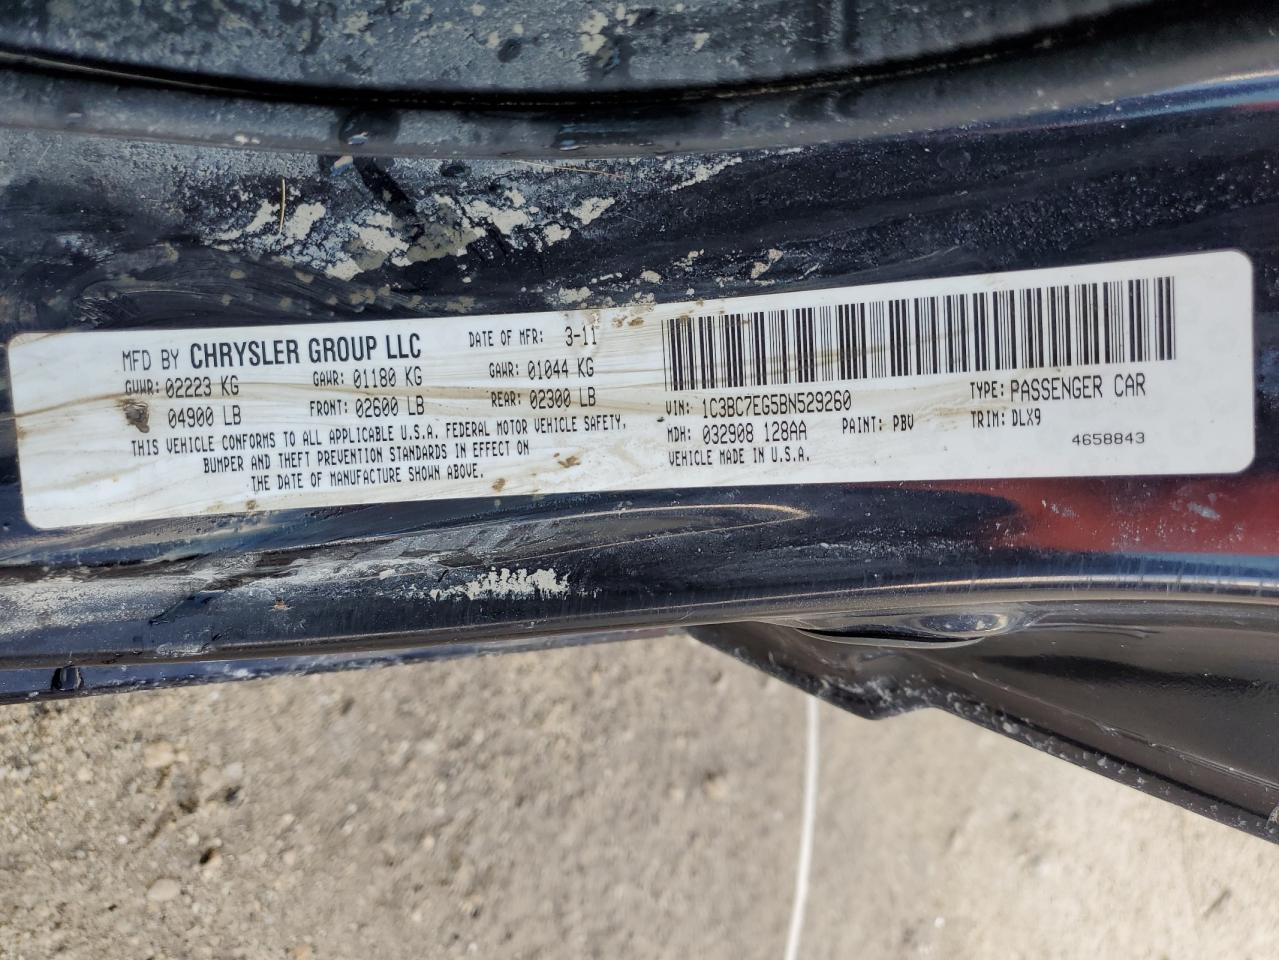 MFD BY CHRYSLER GROUP LLC DATE OF MFR: 3-11
GVWR: 02223 KG GAWR: 01180 KG GAWR: 01044 KG
04900 LB FRONT: 02600 LB REAR: 02300 LB
THIS VEHICLE CONFORMS TO ALL APPLICABLE U.S.A. FEDERAL MOTOR VEHICLE SAFETY,
BUMPER AND THEFT PREVENTION STANDARDS IN EFFECT ON
THE DATE OF MANUFACTURE SHOWN ABOVE.
VIN: 1C3BC7EG5BN529260 TYPE: PASSENGER CAR
MDH: 032908 128AA PAINT: PBV TRIM: DLX9
VEHICLE MADE IN U.S.A. 4658843